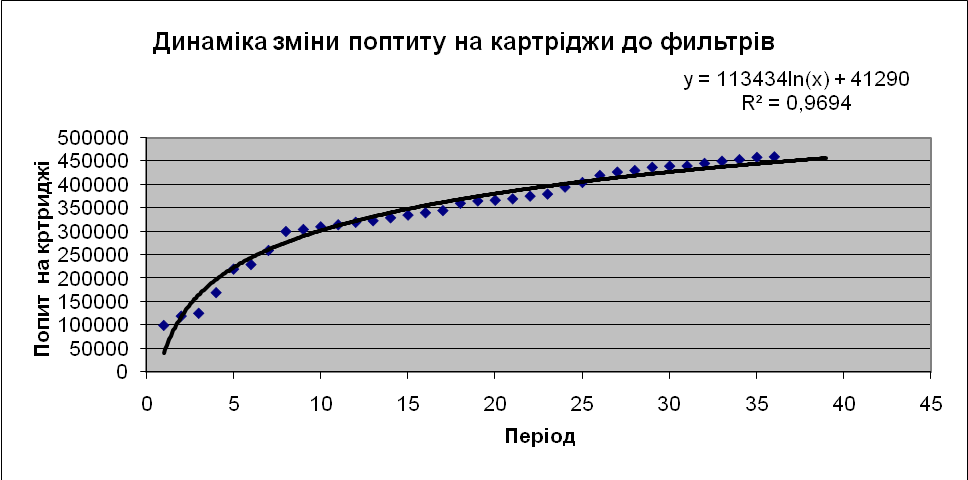 Динаміка зміни поптиту на картріджи до фильтрів
y = 113434ln(x) + 41290
R² = 0,9694
Попит на кртриджі
500000
450000
400000
350000
300000
250000
200000
150000
100000
50000
0
0 5 10 15 20 25 30 35 40 45
Період